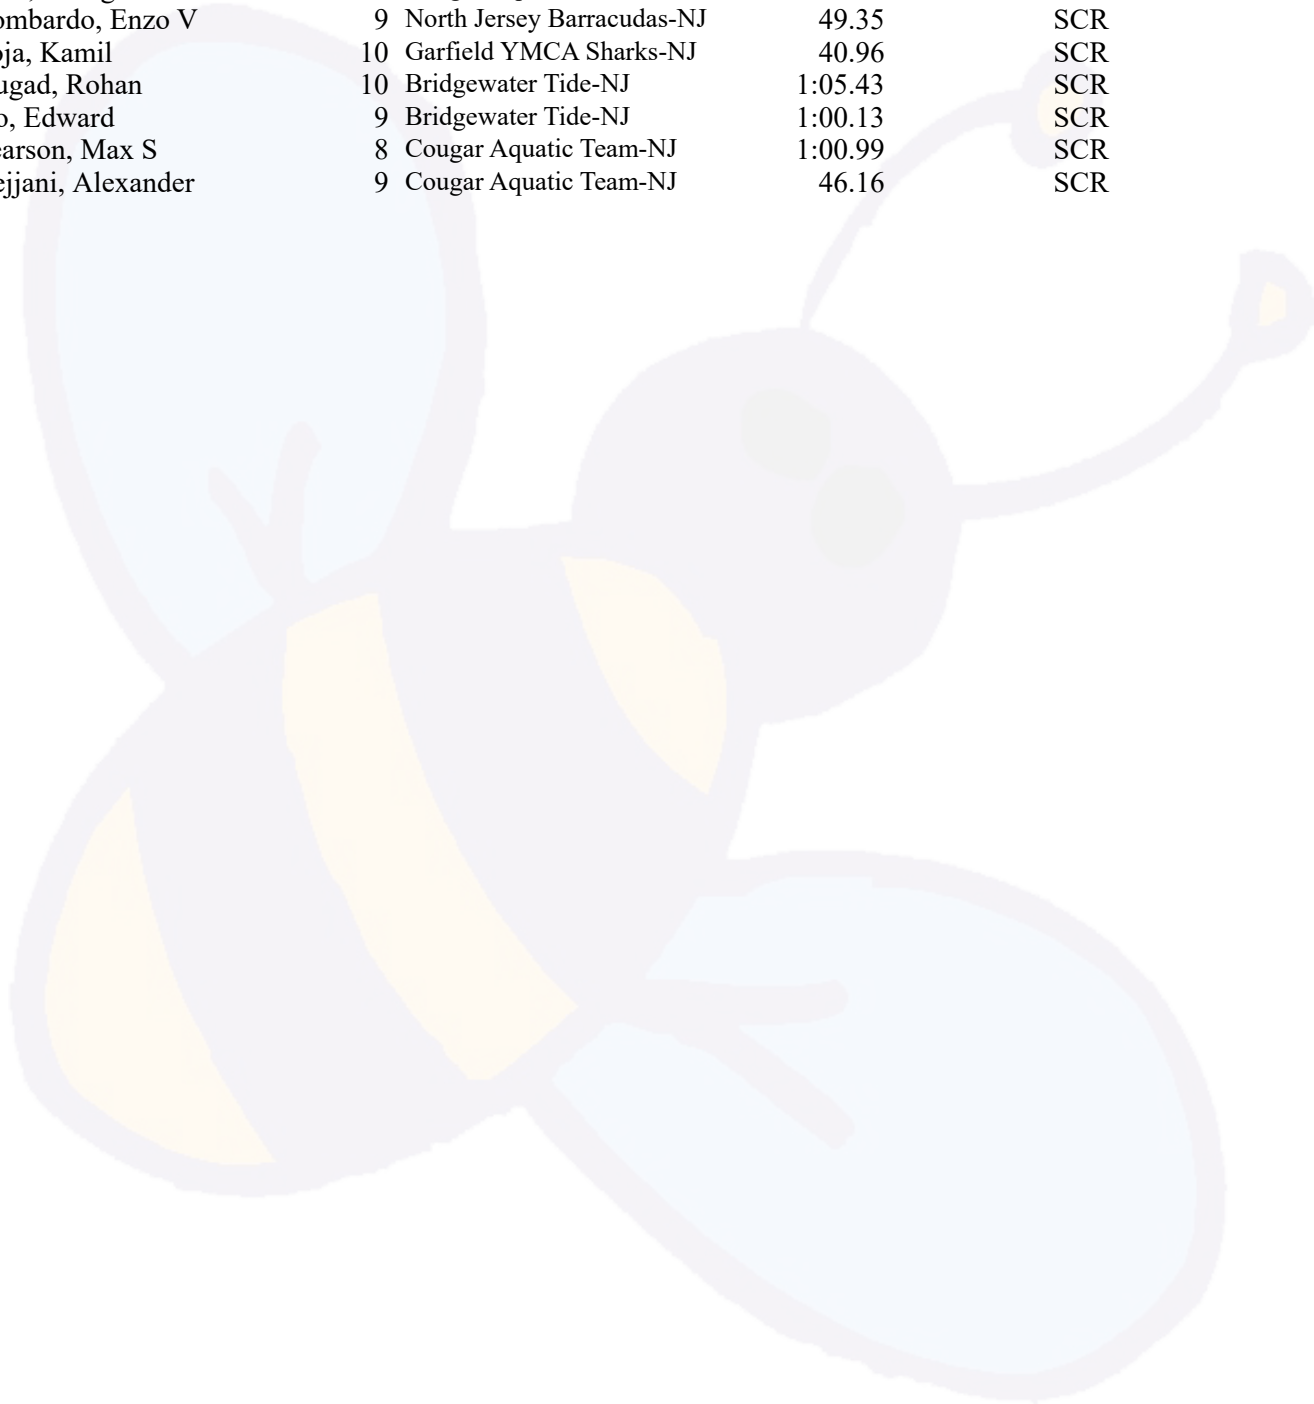 ombardo, Enzo V 9 North Jersey Barracudas-NJ 49.35 SCR
oja, Kamil 10 Garfield YMCA Sharks-NJ 40.96 SCR
ugad, Rohan 10 Bridgewater Tide-NJ 1:05.43 SCR
o, Edward 9 Bridgewater Tide-NJ 1:00.13 SCR
earson, Max S 8 Cougar Aquatic Team-NJ 1:00.99 SCR
ejjani, Alexander 9 Cougar Aquatic Team-NJ 46.16 SCR